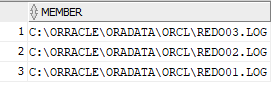 MEMBER
1 C:\ORRACLE\ORADATA\ORCL\REDO03.LOG
2 C:\ORRACLE\ORADATA\ORCL\REDO02.LOG
3 C:\ORRACLE\ORADATA\ORCL\REDO01.LOG